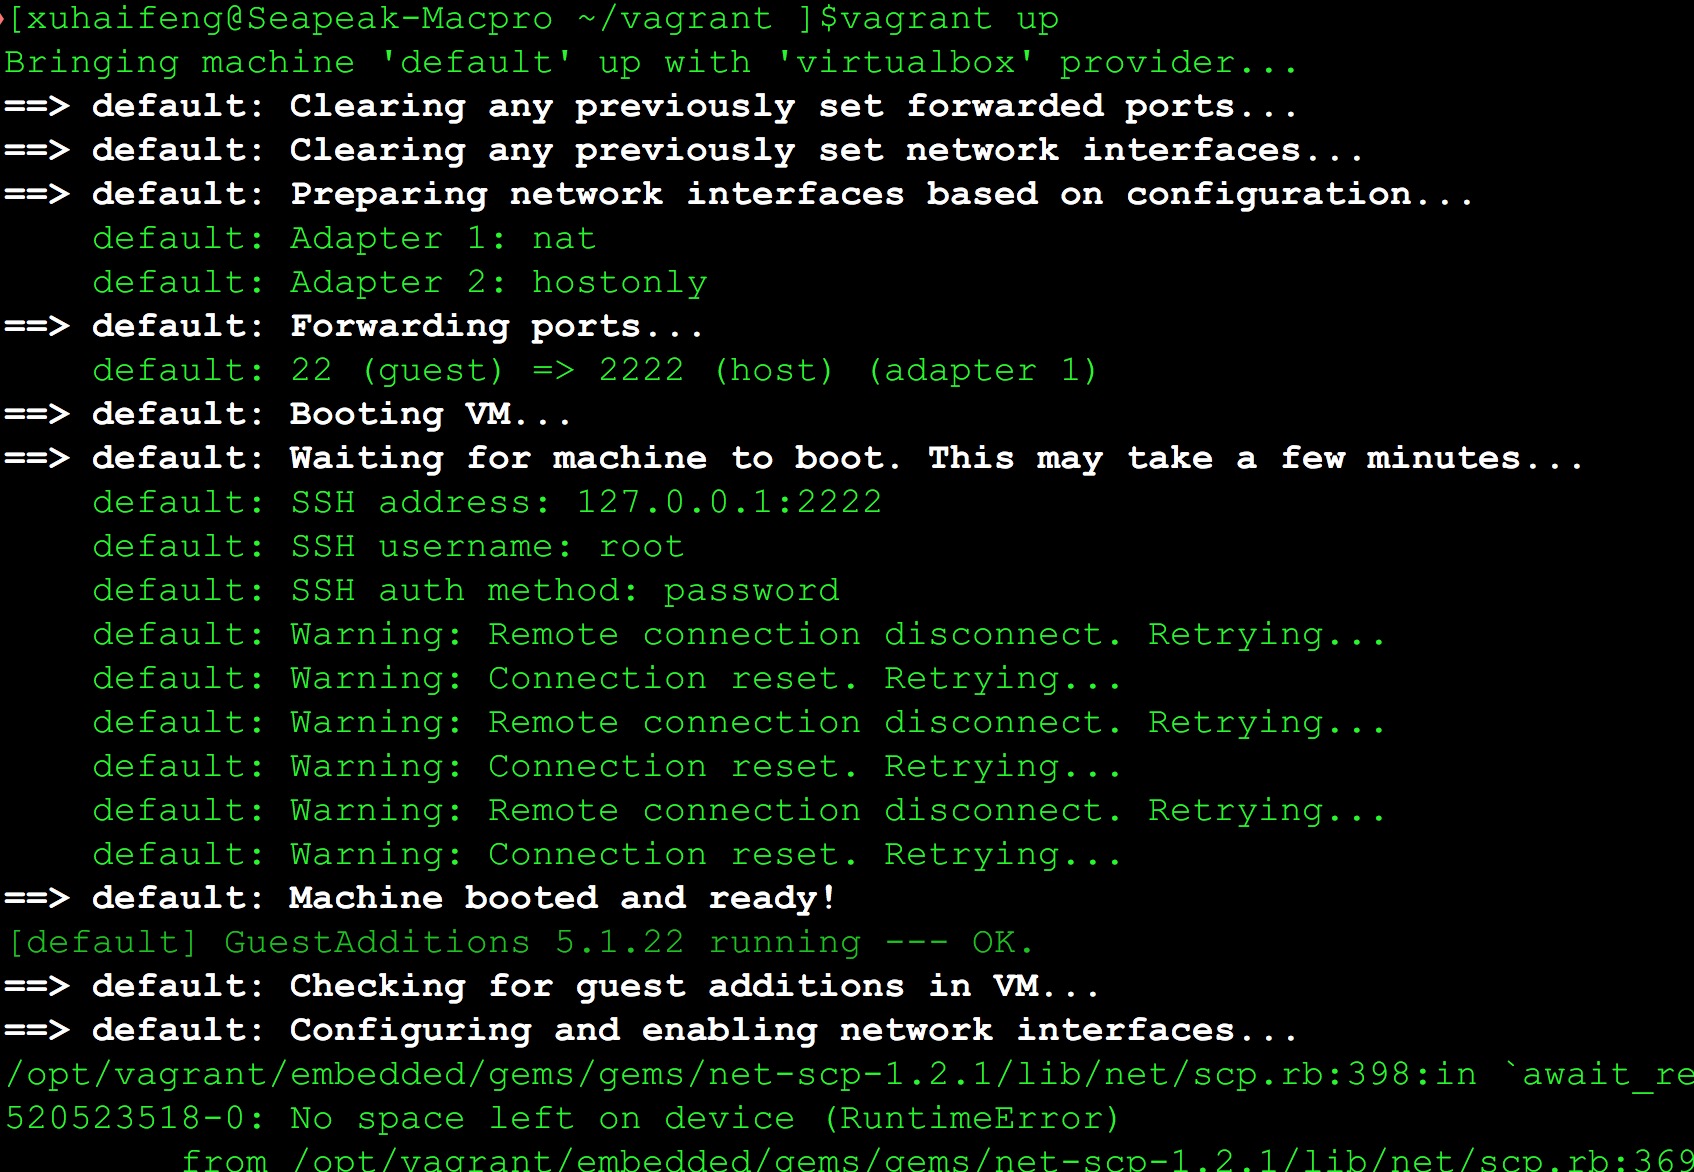 [xuhaifeng@Seapeak-Macpro ~/vagrant ]$vagrant up
Bringing machine 'default' up with 'virtualbox' provider...
==> default: Clearing any previously set forwarded ports...
==> default: Clearing any previously set network interfaces...
==> default: Preparing network interfaces based on configuration...
    default: Adapter 1: nat
    default: Adapter 2: hostonly
==> default: Forwarding ports...
    default: 22 (guest) => 2222 (host) (adapter 1)
==> default: Booting VM...
==> default: Waiting for machine to boot. This may take a few minutes...
    default: SSH address: 127.0.0.1:2222
    default: SSH username: root
    default: SSH auth method: password
    default: Warning: Remote connection disconnect. Retrying...
    default: Warning: Connection reset. Retrying...
    default: Warning: Remote connection disconnect. Retrying...
    default: Warning: Connection reset. Retrying...
    default: Warning: Remote connection disconnect. Retrying...
    default: Warning: Connection reset. Retrying...
==> default: Machine booted and ready!
[default] GuestAdditions 5.1.22 running --- OK.
==> default: Checking for guest additions in VM...
==> default: Configuring and enabling network interfaces...
/opt/vagrant/embedded/gems/gems/net-scp-1.2.1/lib/net/scp.rb:398:in `await_re
520523518-0: No space left on device (RuntimeError)
        from /opt/vagrant/embedded/gems/gems/net-scp-1.2.1/lib/net/scp.rb:369